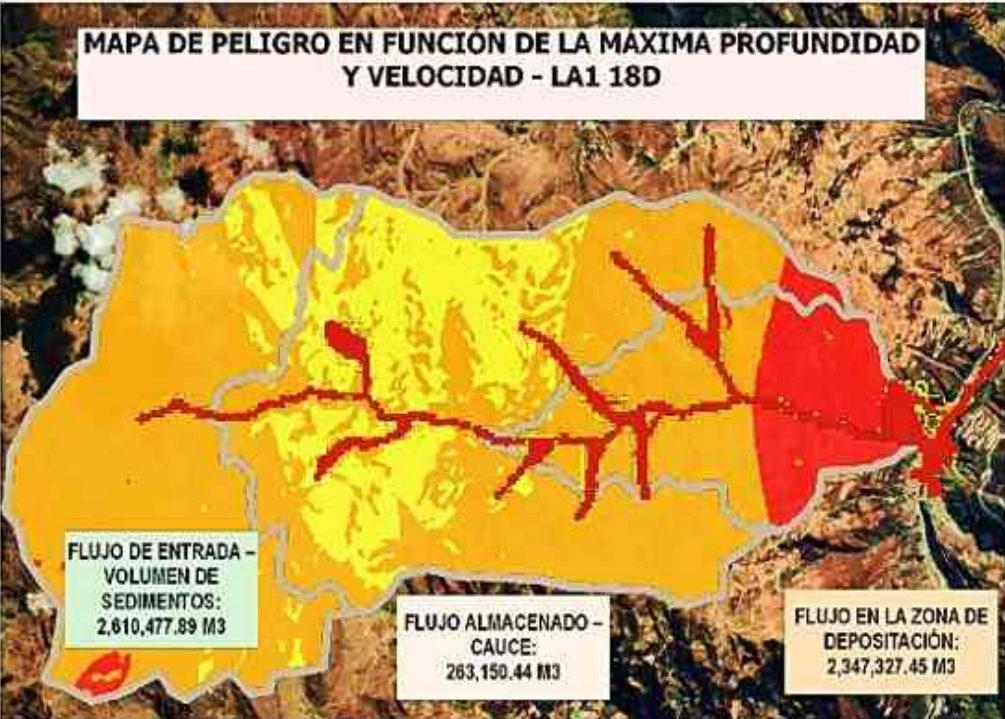 MAPA DE PELIGRO EN FUNCIÓN DE LA MÁXIMA PROFUNDIDAD
Y VELOCIDAD - LA1 18D
FLUJO DE ENTRADA –
VOLUMEN DE
SEDIMENTOS:
2,610,477.89 M3
FLUJO ALMACENADO –
CAUCE:
263,150.44 M3
FLUJO EN LA ZONA DE
DEPOSITACIÓN:
2,347,327.45 M3